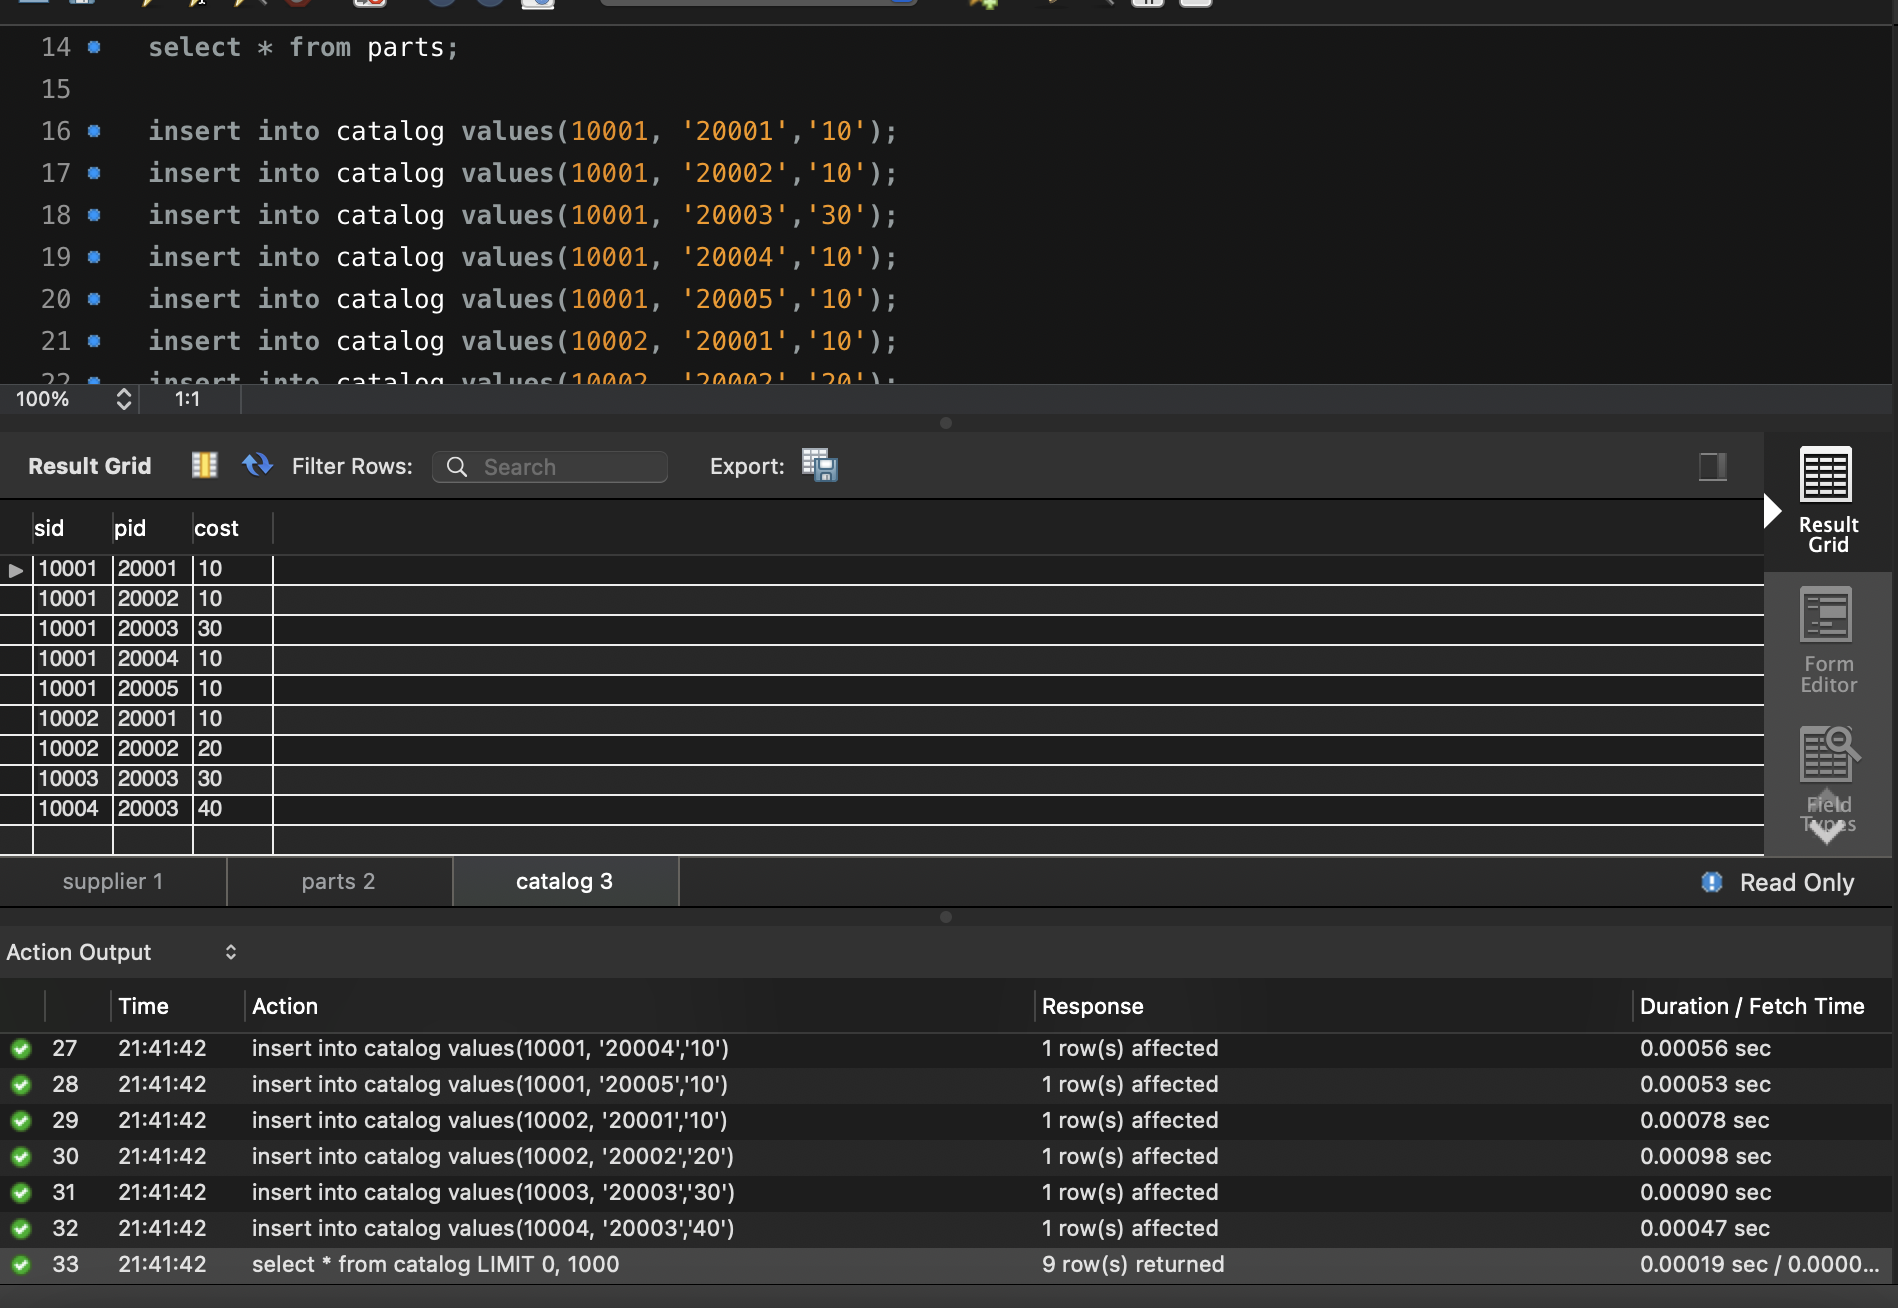 14 select * from parts;
15
16 insert into catalog values(10001, '20001','10');
17 insert into catalog values(10001, '20002','10');
18 insert into catalog values(10001, '20003','30');
19 insert into catalog values(10001, '20004','10');
20 insert into catalog values(10001, '20005','10');
21 insert into catalog values(10002, '20001','10');
22 insert into catalog values(10002, '20002','20');
100% 1:1
Result Grid Filter Rows: Search Export:
Result Grid
Form Editor
Field Types
sid pid cost
10001 20001 10
10001 20002 10
10001 20003 30
10001 20004 10
10001 20005 10
10002 20001 10
10002 20002 20
10003 20003 30
10004 20003 40
supplier 1 parts 2 catalog 3 Read Only
Action Output
Time Action Response Duration / Fetch Time
27 21:41:42 insert into catalog values(10001, '20004','10') 1 row(s) affected 0.00056 sec
28 21:41:42 insert into catalog values(10001, '20005','10') 1 row(s) affected 0.00053 sec
29 21:41:42 insert into catalog values(10002, '20001','10') 1 row(s) affected 0.00078 sec
30 21:41:42 insert into catalog values(10002, '20002','20') 1 row(s) affected 0.00098 sec
31 21:41:42 insert into catalog values(10003, '20003','30') 1 row(s) affected 0.00090 sec
32 21:41:42 insert into catalog values(10004, '20003','40') 1 row(s) affected 0.00047 sec
33 21:41:42 select * from catalog LIMIT 0, 1000 9 row(s) returned 0.00019 sec / 0.0000...